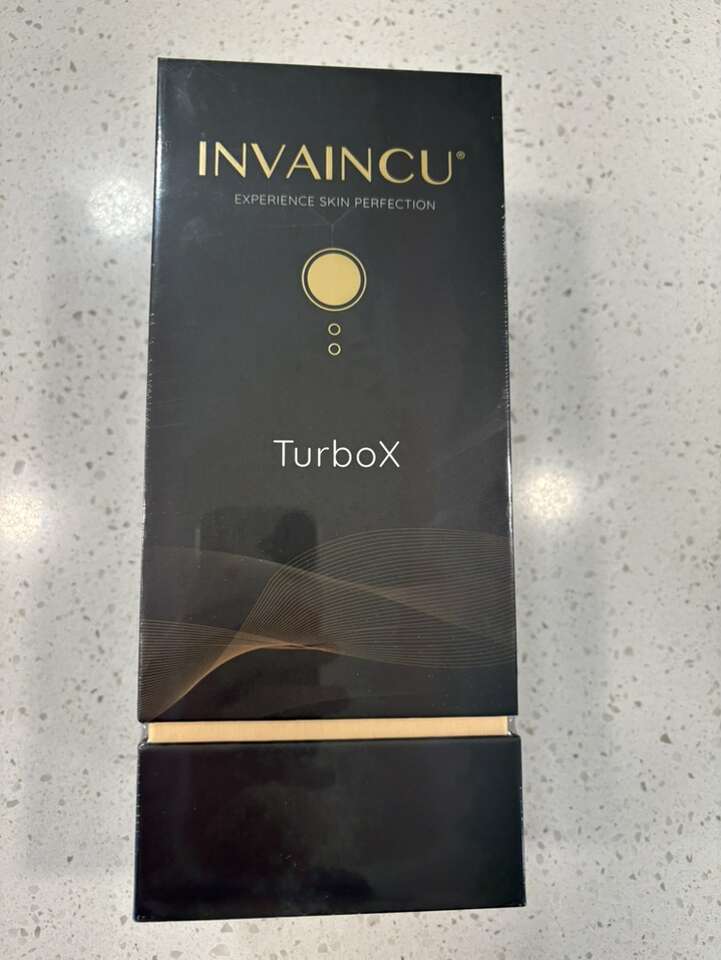 INVAINCU®
EXPERIENCE SKIN PERFECTION
TurboX